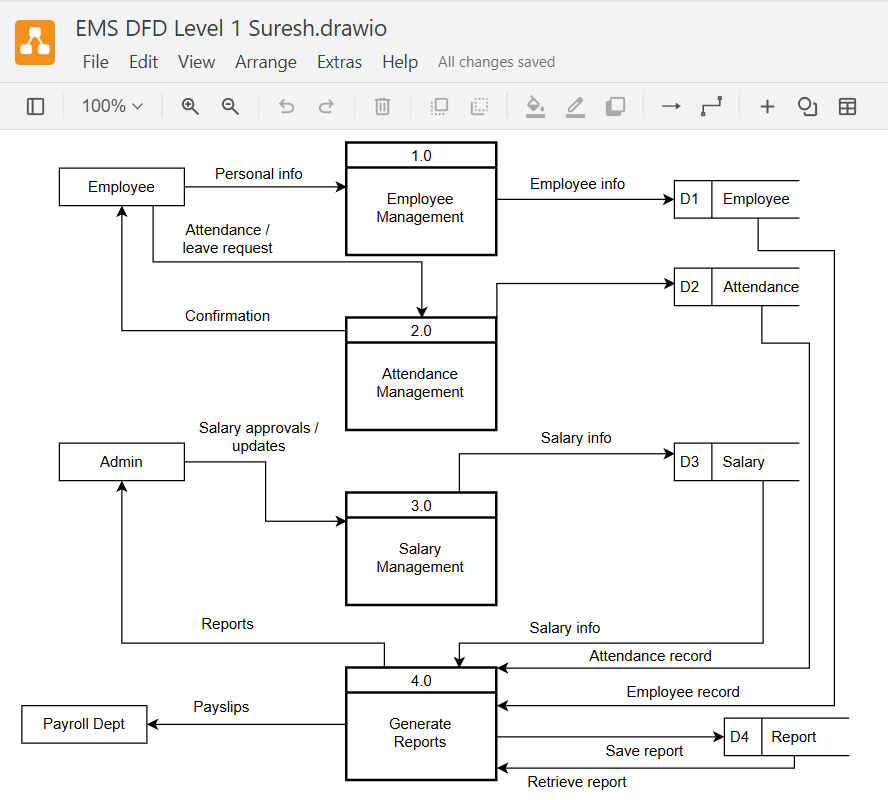 EMS DFD Level 1 Suresh.drawio
File Edit View Arrange Extras Help All changes saved
100%
1.0
Personal info
Employee
Employee info
Employee
Management
D1 Employee
Attendance /
leave request
D2 Attendance
Confirmation
2.0
Attendance
Management
Salary approvals /
updates
Salary info
Admin
D3 Salary
3.0
Salary
Management
Reports
Salary info
Attendance record
4.0
Employee record
Payslips
Payroll Dept
Generate
Reports
D4 Report
Save report
Retrieve report